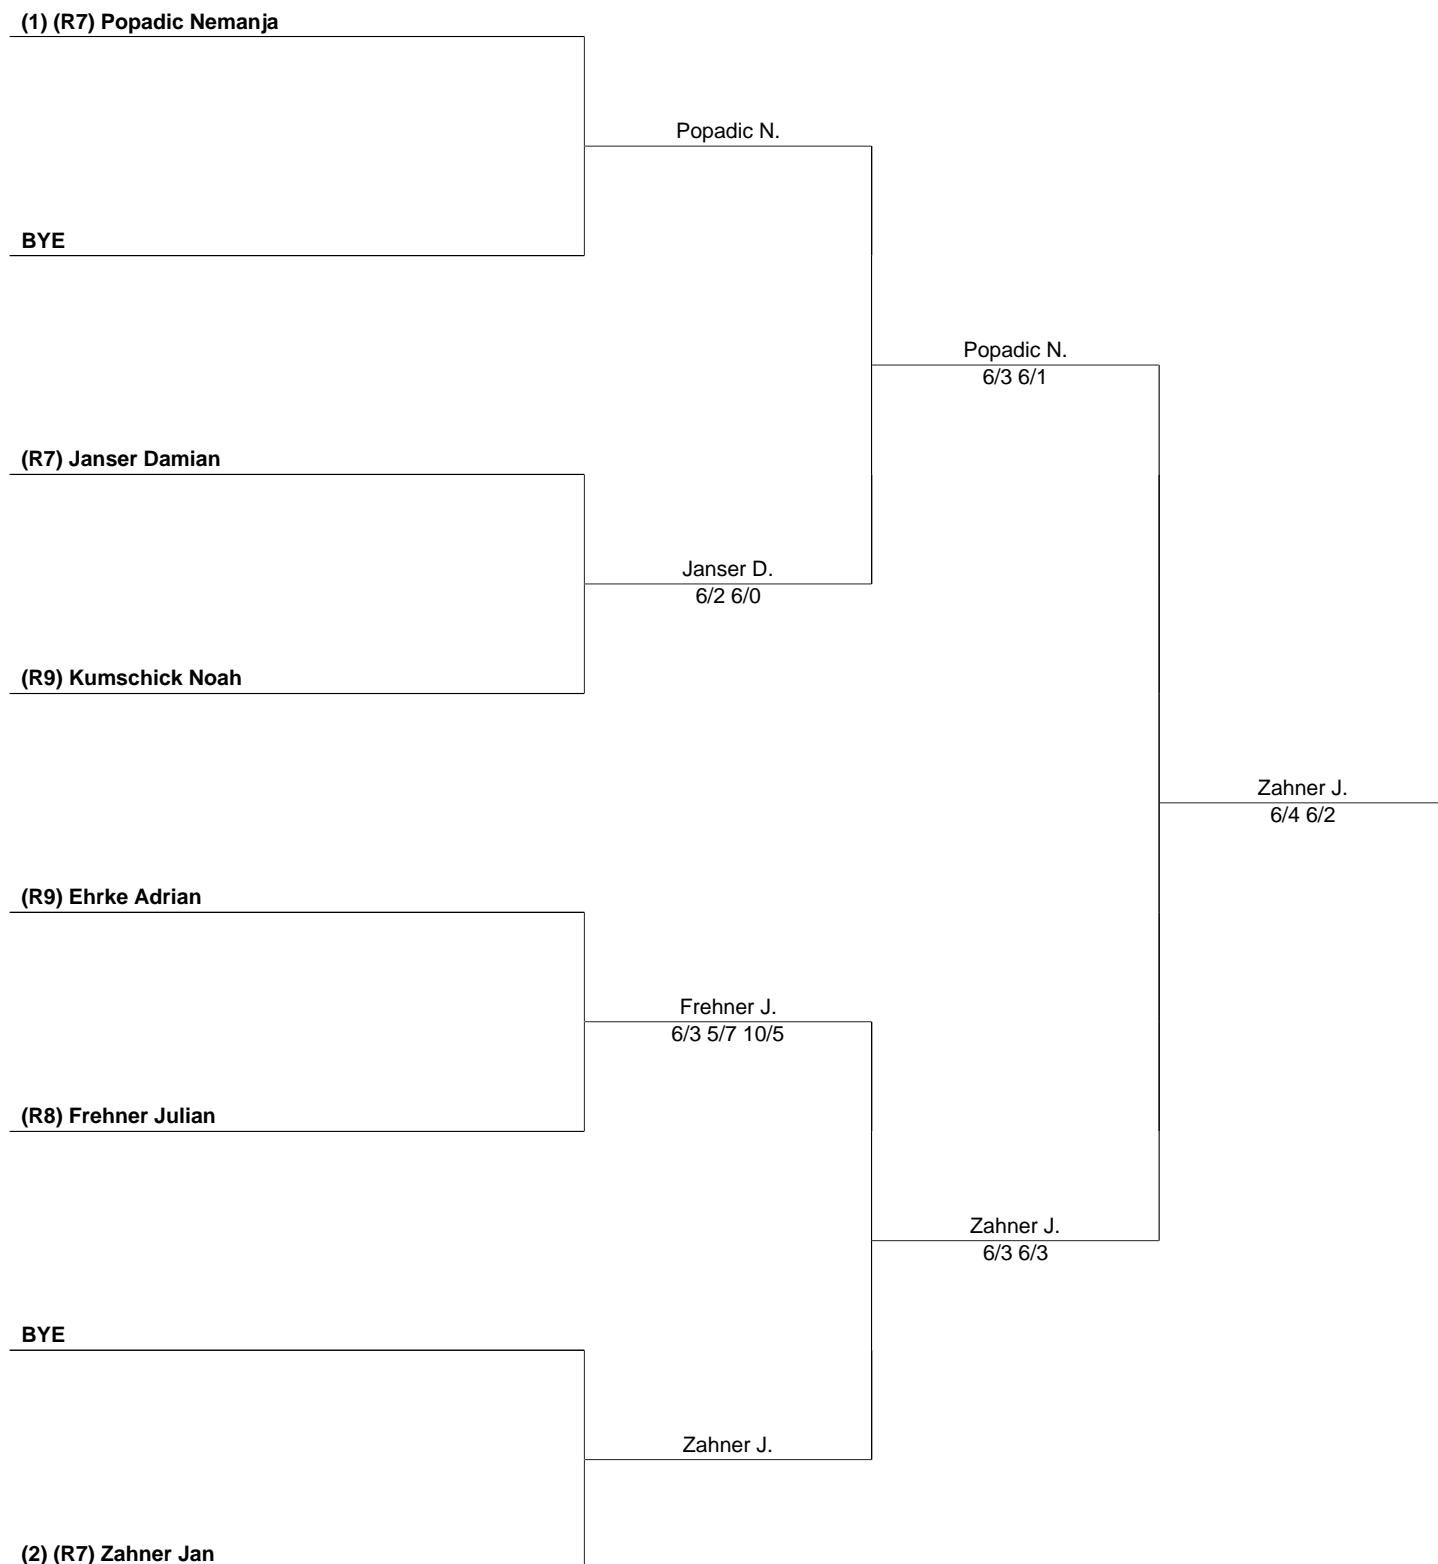 (1) (R7) Popadic Nemanja
Popadic N.
BYE
Popadic N.
6/3 6/1
(R7) Janser Damian
Janser D.
6/2 6/0
(R9) Kumschick Noah
Zahner J.
6/4 6/2
(R9) Ehrke Adrian
Frehner J.
6/3 5/7 10/5
(R8) Frehner Julian
Zahner J.
6/3 6/3
BYE
Zahner J.
(2) (R7) Zahner Jan